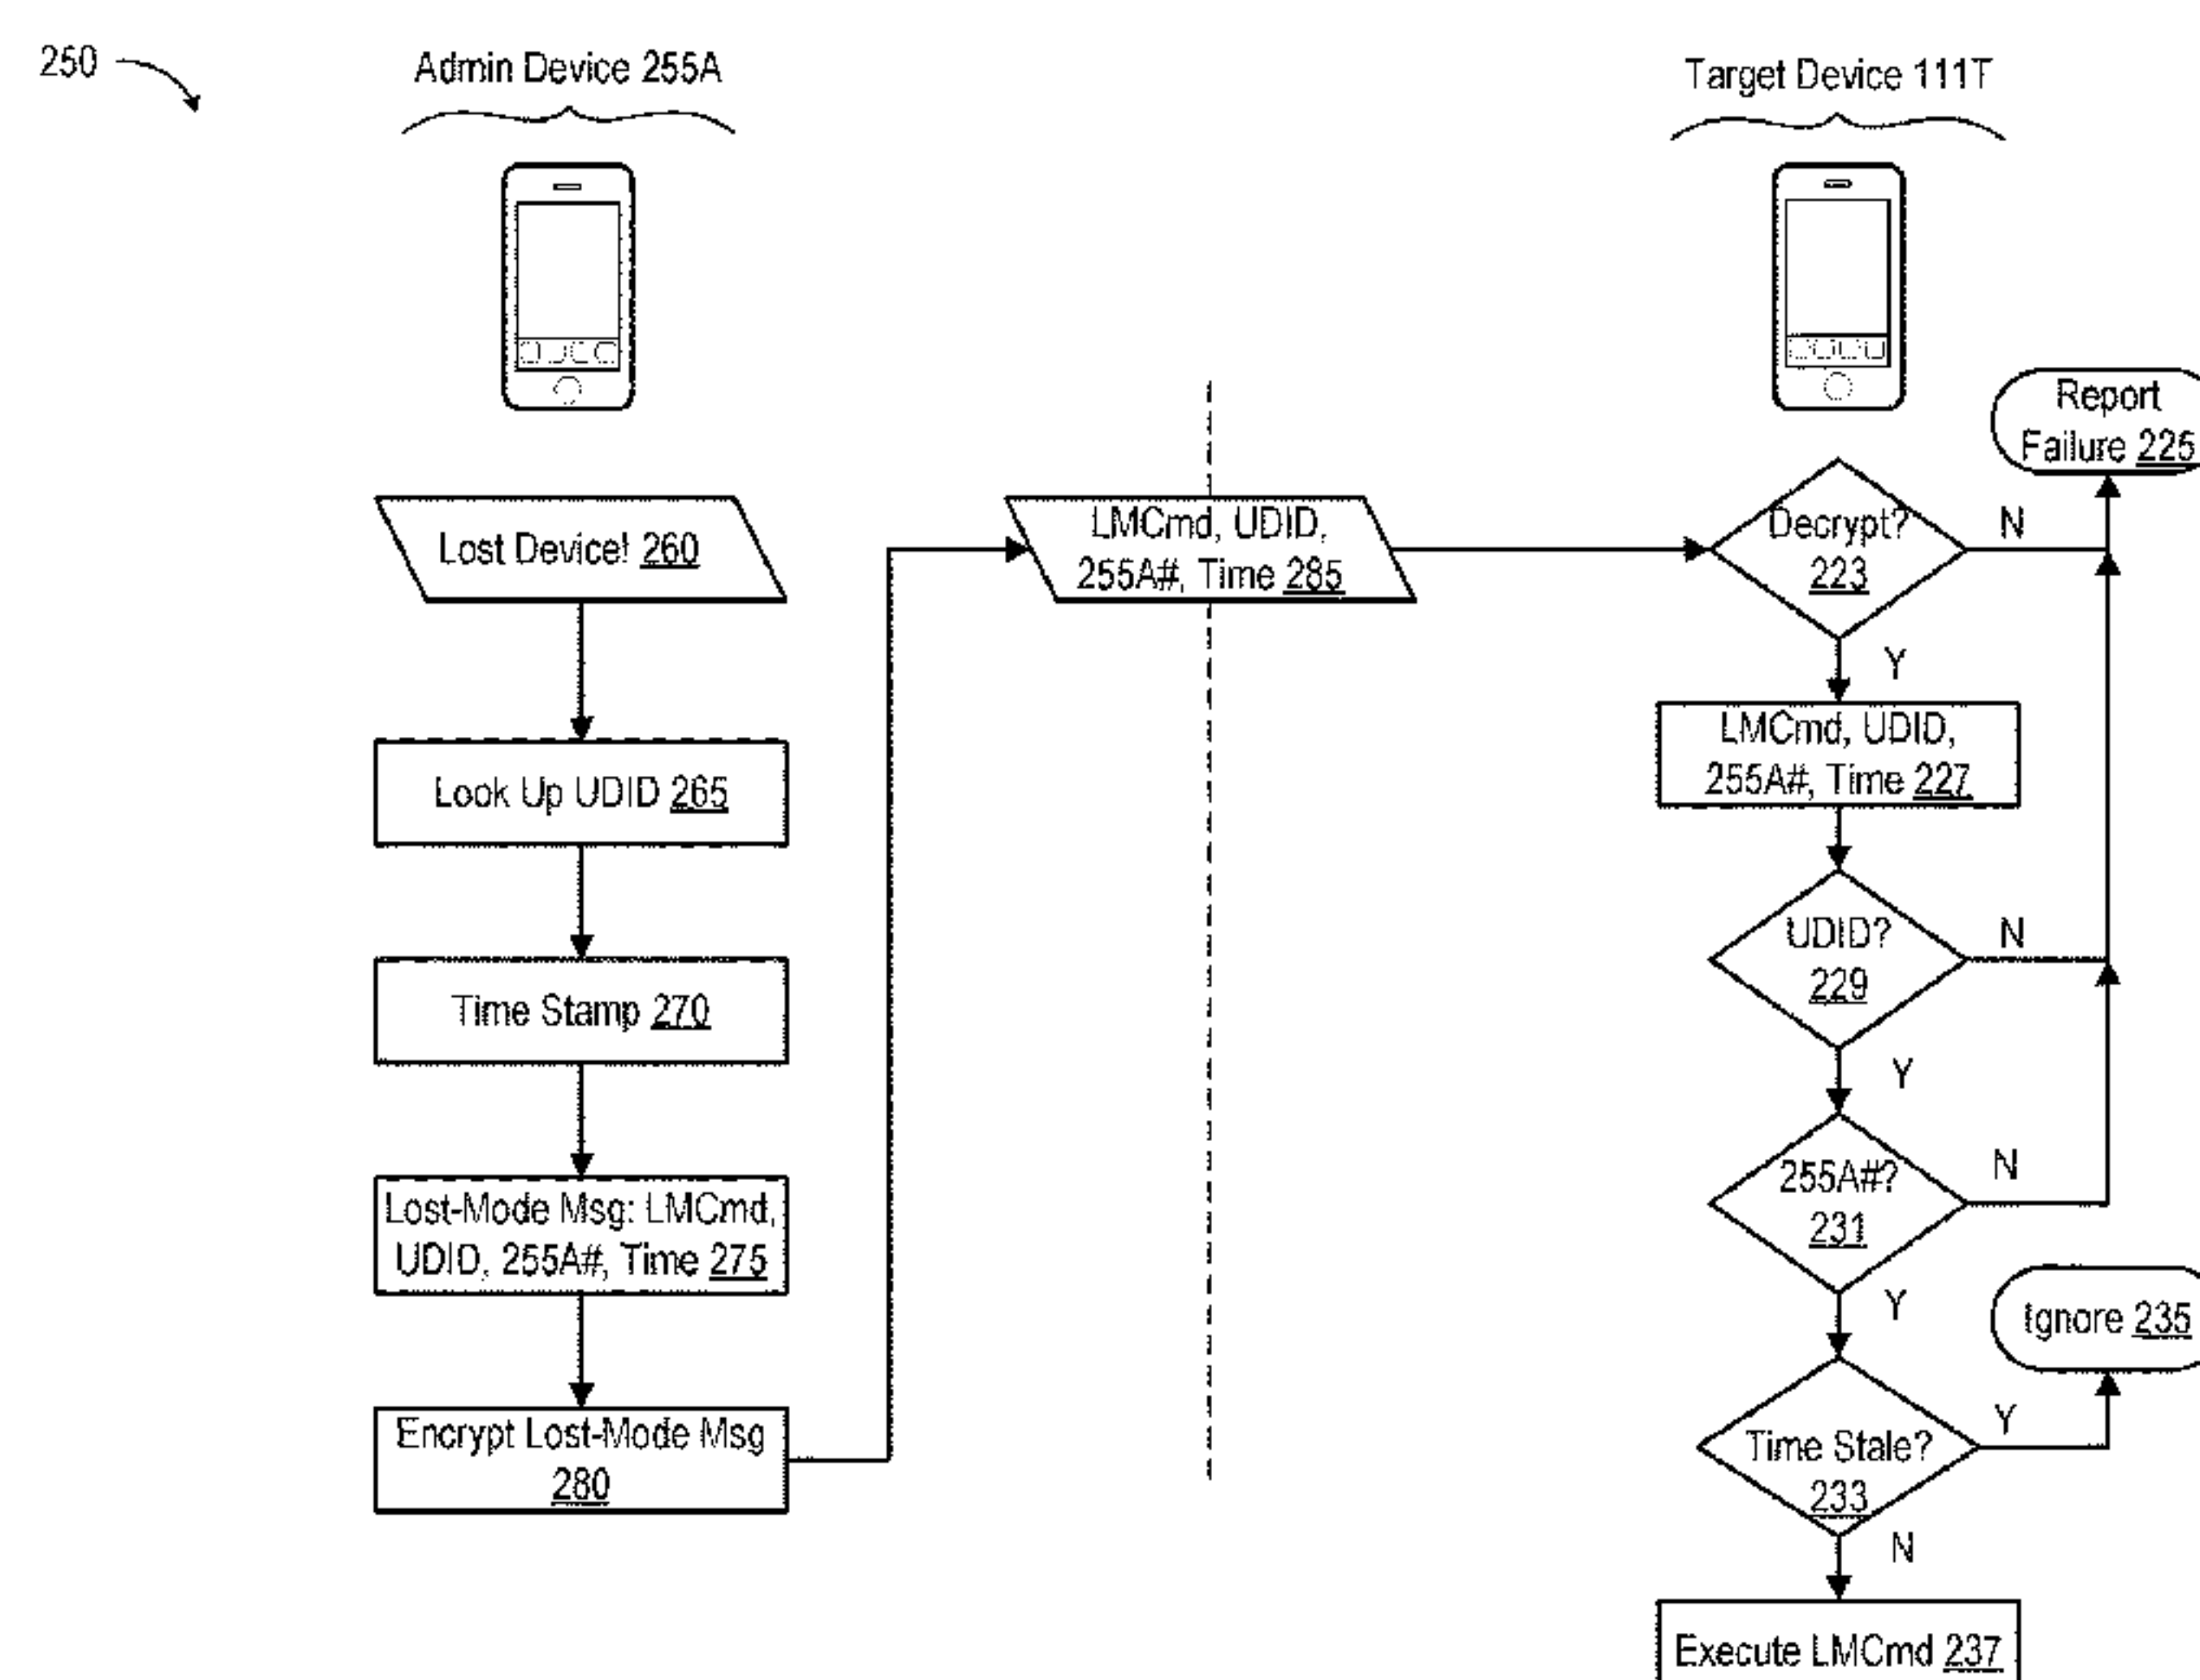 250
Admin Device 255A
Target Device 111T
Report
Failure 225
Lost Device! 260
LMCmd, UDID,
255A#, Time 285
Decrypt?
223
N
Y
Look Up UDID 265
LMCmd, UDID,
255A#, Time 227
UDID?
229
N
Y
Time Stamp 270
255A#?
231
N
Y
Lost-Mode Msg: LMCmd,
UDID, 255A#, Time 275
Ignore 235
Encrypt Lost-Mode Msg
280
Time Stale?
233
Y
N
Execute LMCmd 237